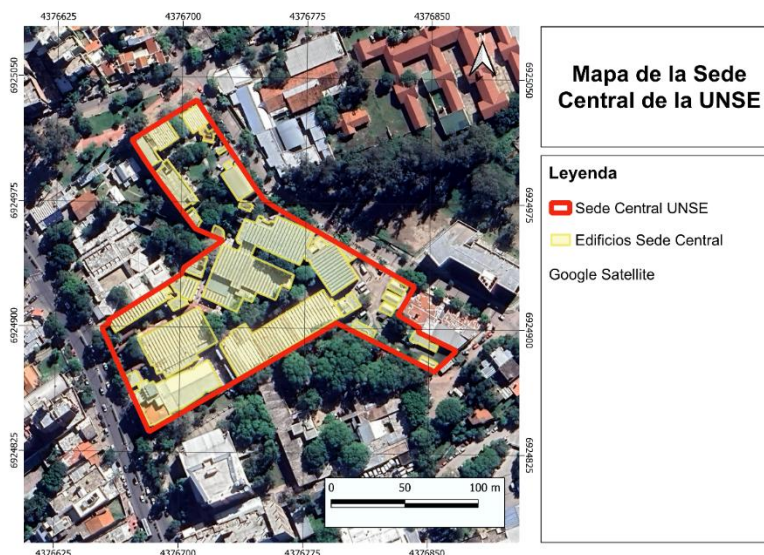 4376625 4376700 4376775 4376850
6925050 6925050
6924975 6924975
6924900 6924900
6924825 6924825
0 50 100 m
4376625 4376700 4376775 4376850
Mapa de la Sede
Central de la UNSE
Leyenda
Sede Central UNSE
Edificios Sede Central
Google Satellite